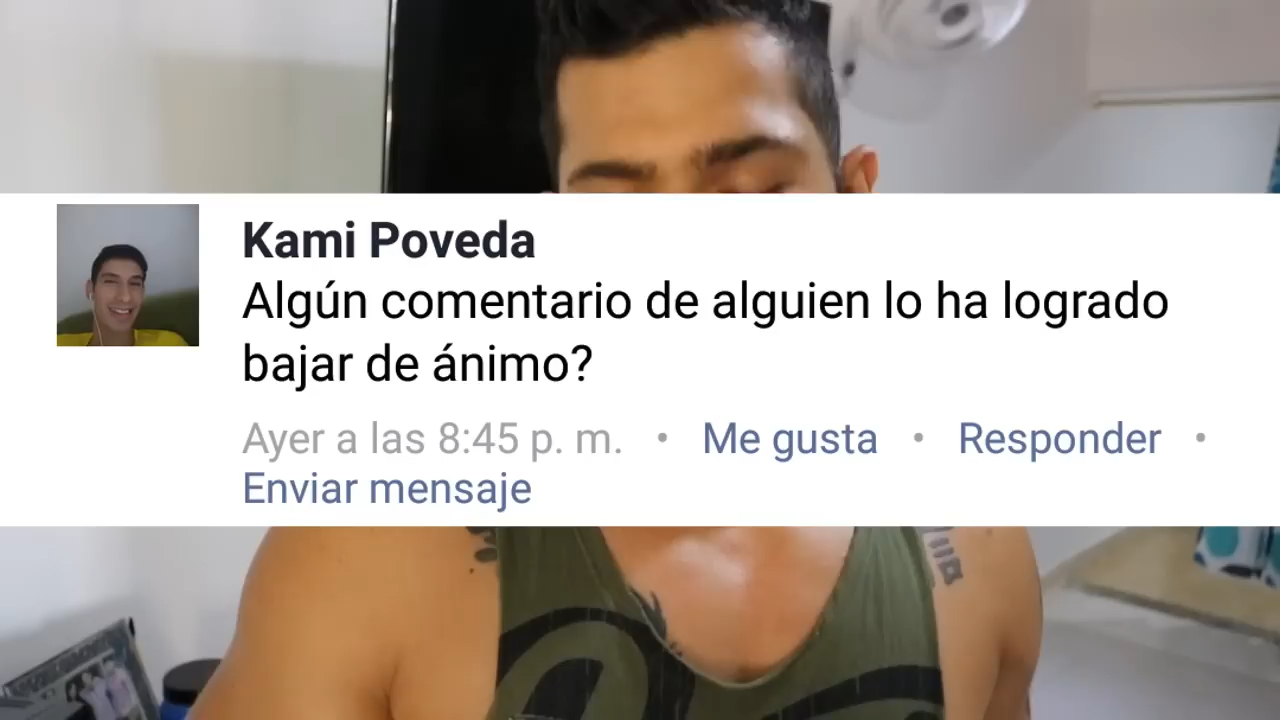 Kami Poveda
Algún comentario de alguien lo ha logrado
bajar de ánimo?
Ayer a las 8:45 p. m. • Me gusta • Responder •
Enviar mensaje